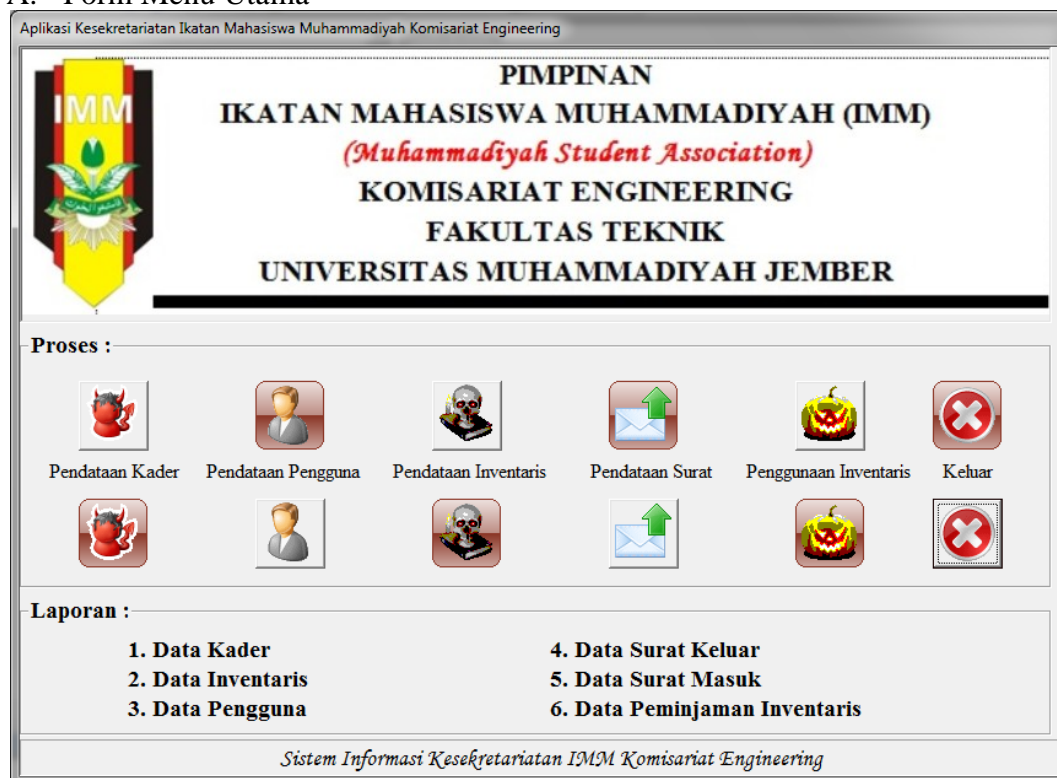 A. Form Menu Utama
Aplikasi Kesekretariatan Ikatan Mahasiswa Muhammadiyah Komisariat Engineering
IMM
PIMPINAN
IKATAN MAHASISWA MUHAMMADIYAH (IMM)
(Muhammadiyah Student Association)
KOMISARIAT ENGINEERING
FAKULTAS TEKNIK
UNIVERSITAS MUHAMMADIYAH JEMBER
Proses :
Pendataan Kader Pendataan Pengguna Pendataan Inventaris Pendataan Surat Penggunaan Inventaris Keluar
Laporan :
1. Data Kader 4. Data Surat Keluar
2. Data Inventaris 5. Data Surat Masuk
3. Data Pengguna 6. Data Peminjaman Inventaris
Sistem Informasi Kesekretariatan IMM Komisariat Engineering